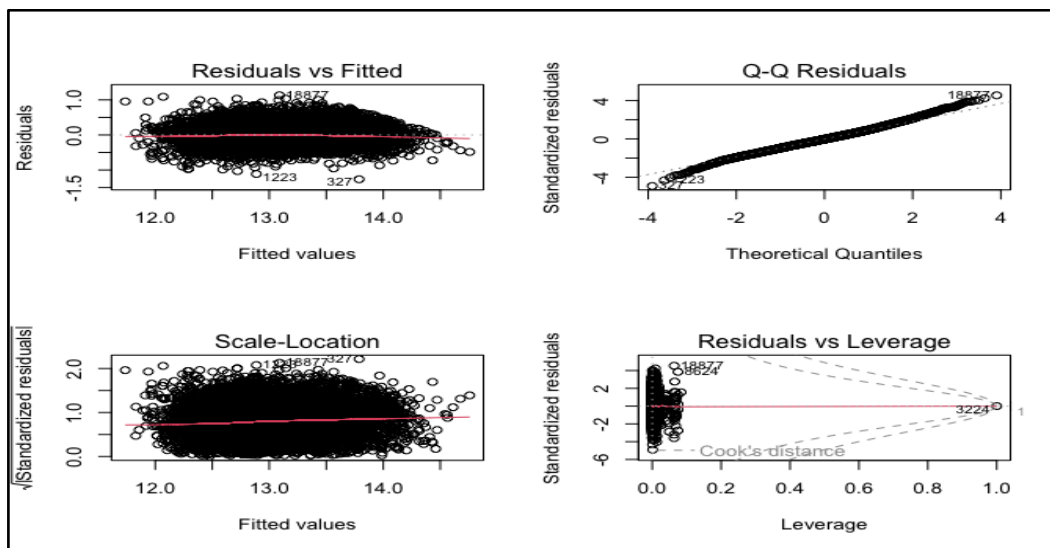 Residuals vs Fitted
Residuals
1.0
0.0
-1.5
18877
1223
327
12.0 13.0 14.0
Fitted values
Q-Q Residuals
Standardized residuals
4
0
-4
18877
327
-4 -2 0 2 4
Theoretical Quantiles
Scale-Location
√|Standardized residuals|
2.0
1.0
0.0
18877
327
12.0 13.0 14.0
Fitted values
Residuals vs Leverage
Standardized residuals
2
-2
-6
18877
3224
1
Cook's distance
0.0 0.2 0.4 0.6 0.8 1.0
Leverage